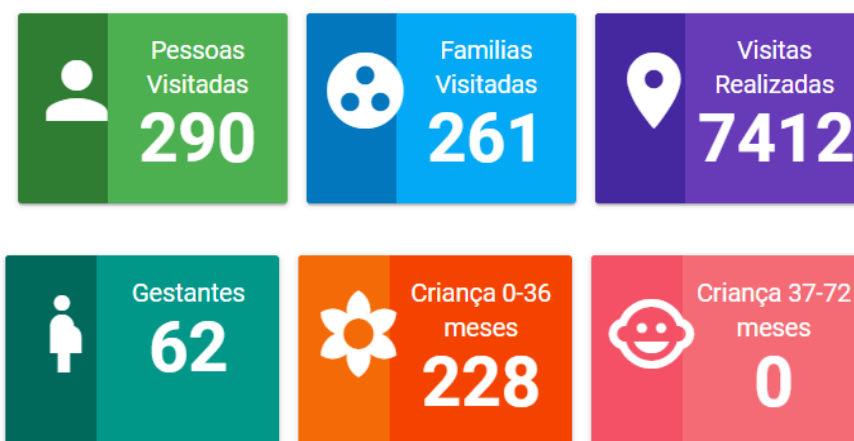 Pessoas
Visitadas
290
Familias
Visitadas
261
Visitas
Realizadas
7412
Gestantes
62
Criança 0-36
meses
228
Criança 37-72
meses
0